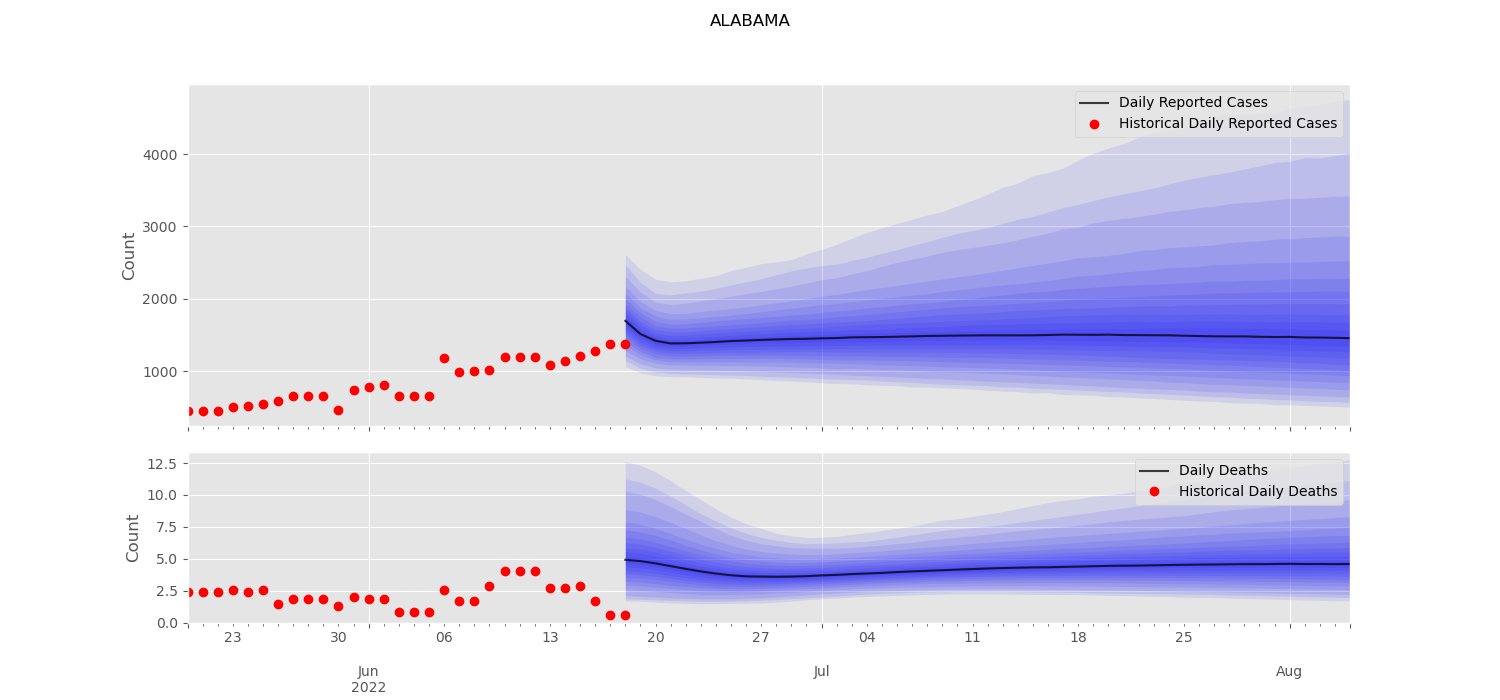 ALABAMA
Daily Reported Cases
Historical Daily Reported Cases
4000
3000
2000
1000
Count
Daily Deaths
Historical Daily Deaths
12.5
10.0
7.5
5.0
2.5
0.0
Count
23 30 06 13 20 27 04 11 18 25
Jun Jul Aug
2022